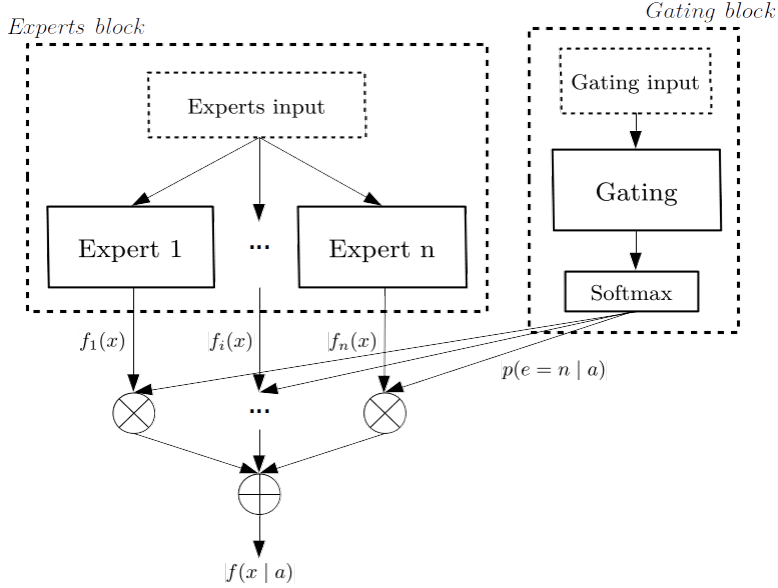 Experts block
Gating block
Experts input
Gating input
Expert 1
...
Expert n
Gating
Softmax
f₁(x)
fᵢ(x)
fₙ(x)
p(e = n | a)
...
f(x | a)